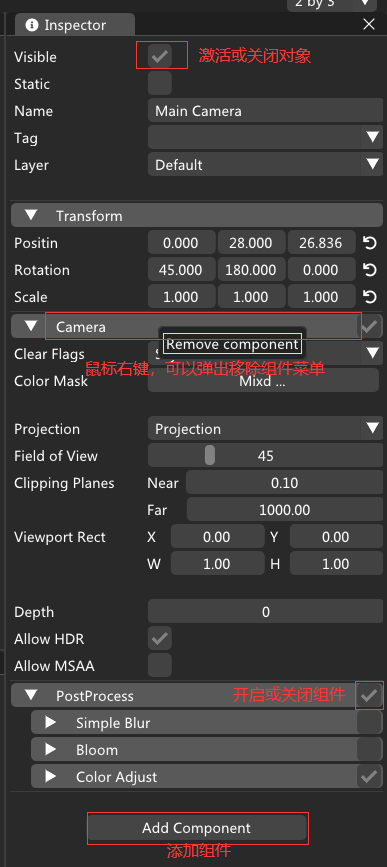 2 by 3
Inspector
Visible 激活或关闭对象
Static
Name Main Camera
Tag
Layer Default
Transform
Positin 0.000 28.000 26.836
Rotation 45.000 180.000 0.000
Scale 1.000 1.000 1.000
Camera
Remove component
Clear Flags
鼠标右键，可以弹出移除组件菜单
Color Mask Mixd ...
Projection Projection
Field of View 45
Clipping Planes Near 0.10
Far 1000.00
Viewport Rect X 0.00 Y 0.00
W 1.00 H 1.00
Depth 0
Allow HDR
Allow MSAA
PostProcess 开启或关闭组件
Simple Blur
Bloom
Color Adjust
Add Component
添加组件